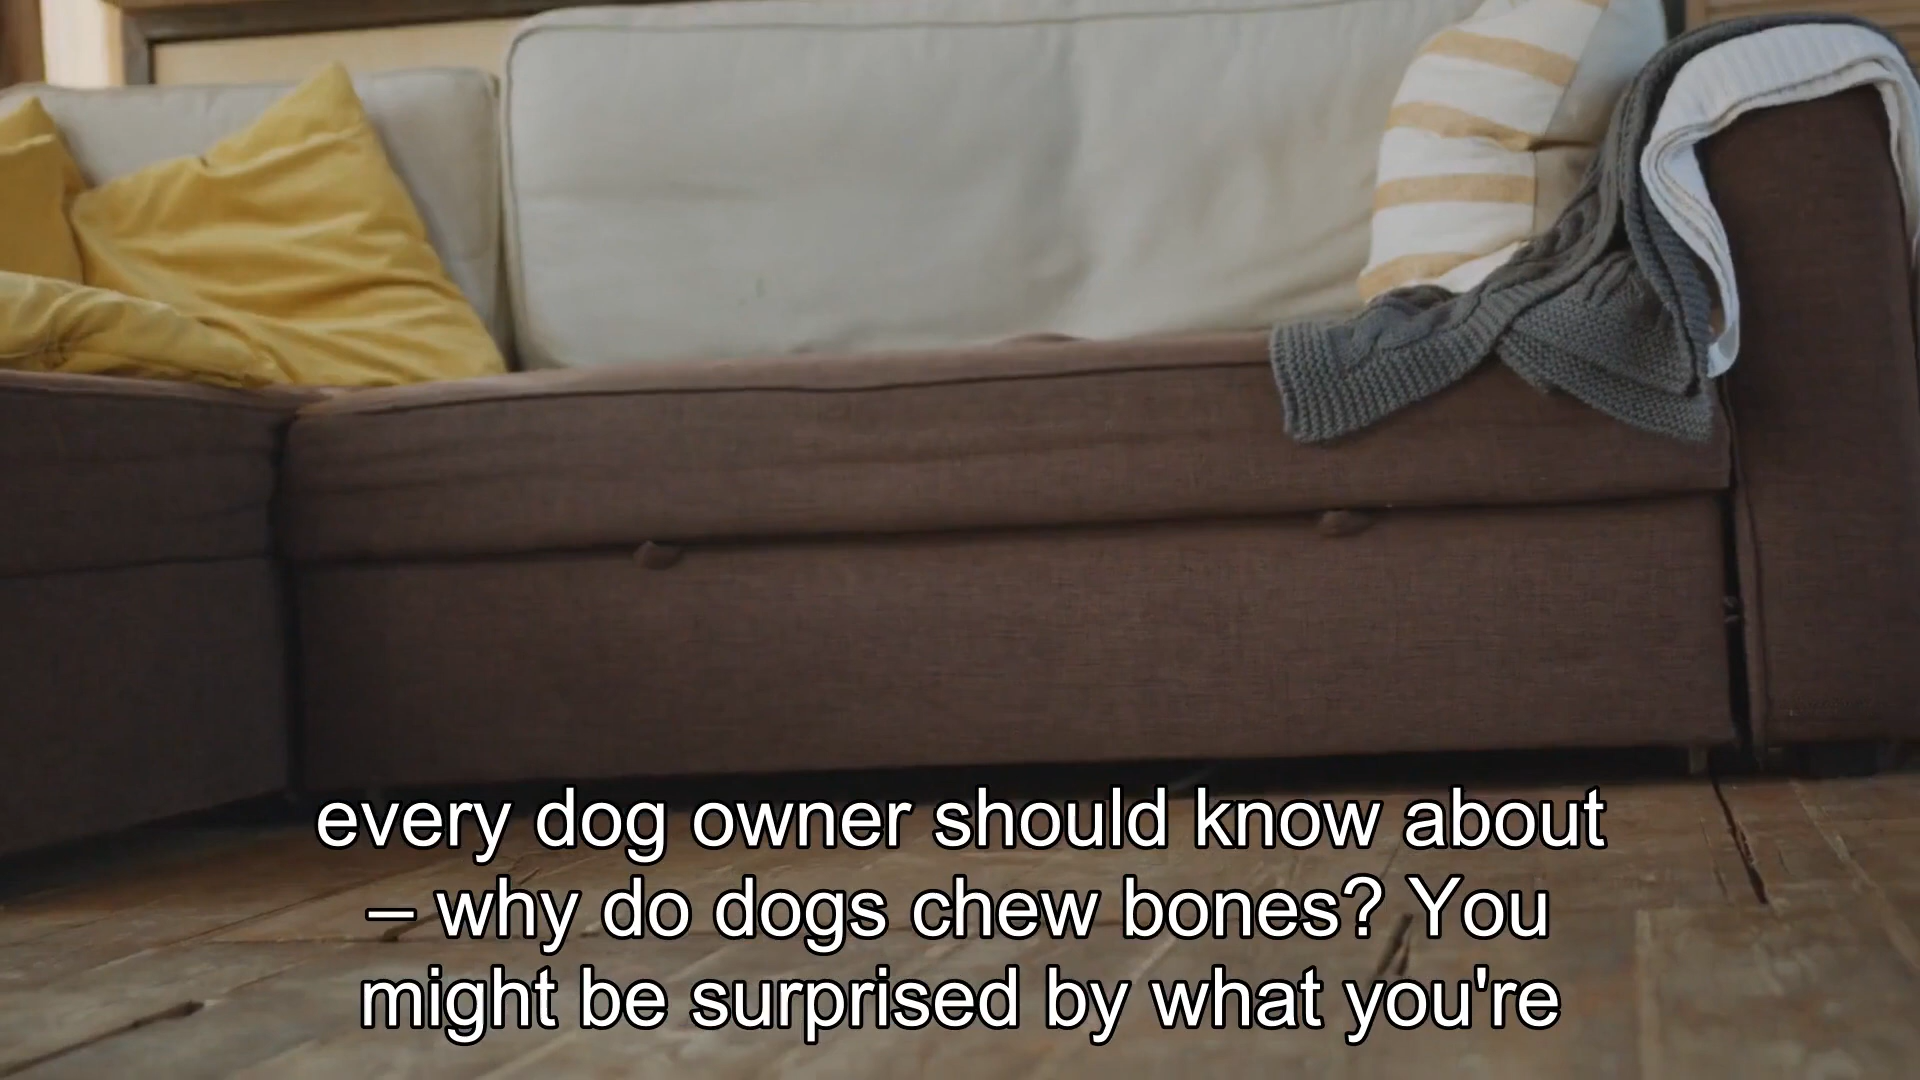 every dog owner should know about
– why do dogs chew bones? You
might be surprised by what you're